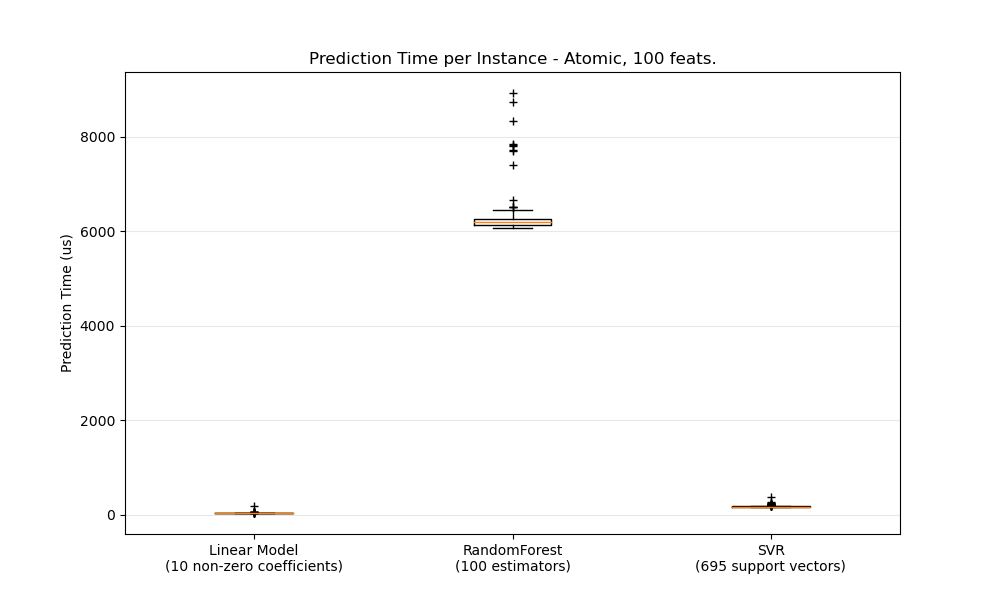 Prediction Time per Instance - Atomic, 100 feats.
Prediction Time (us)
8000
6000
4000
2000
0
Linear Model
(10 non-zero coefficients)
RandomForest
(100 estimators)
SVR
(695 support vectors)